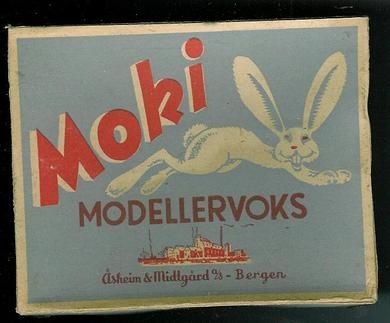 Moki
MODELLERVOKS
Åsheim & Midtgård a/s - Bergen